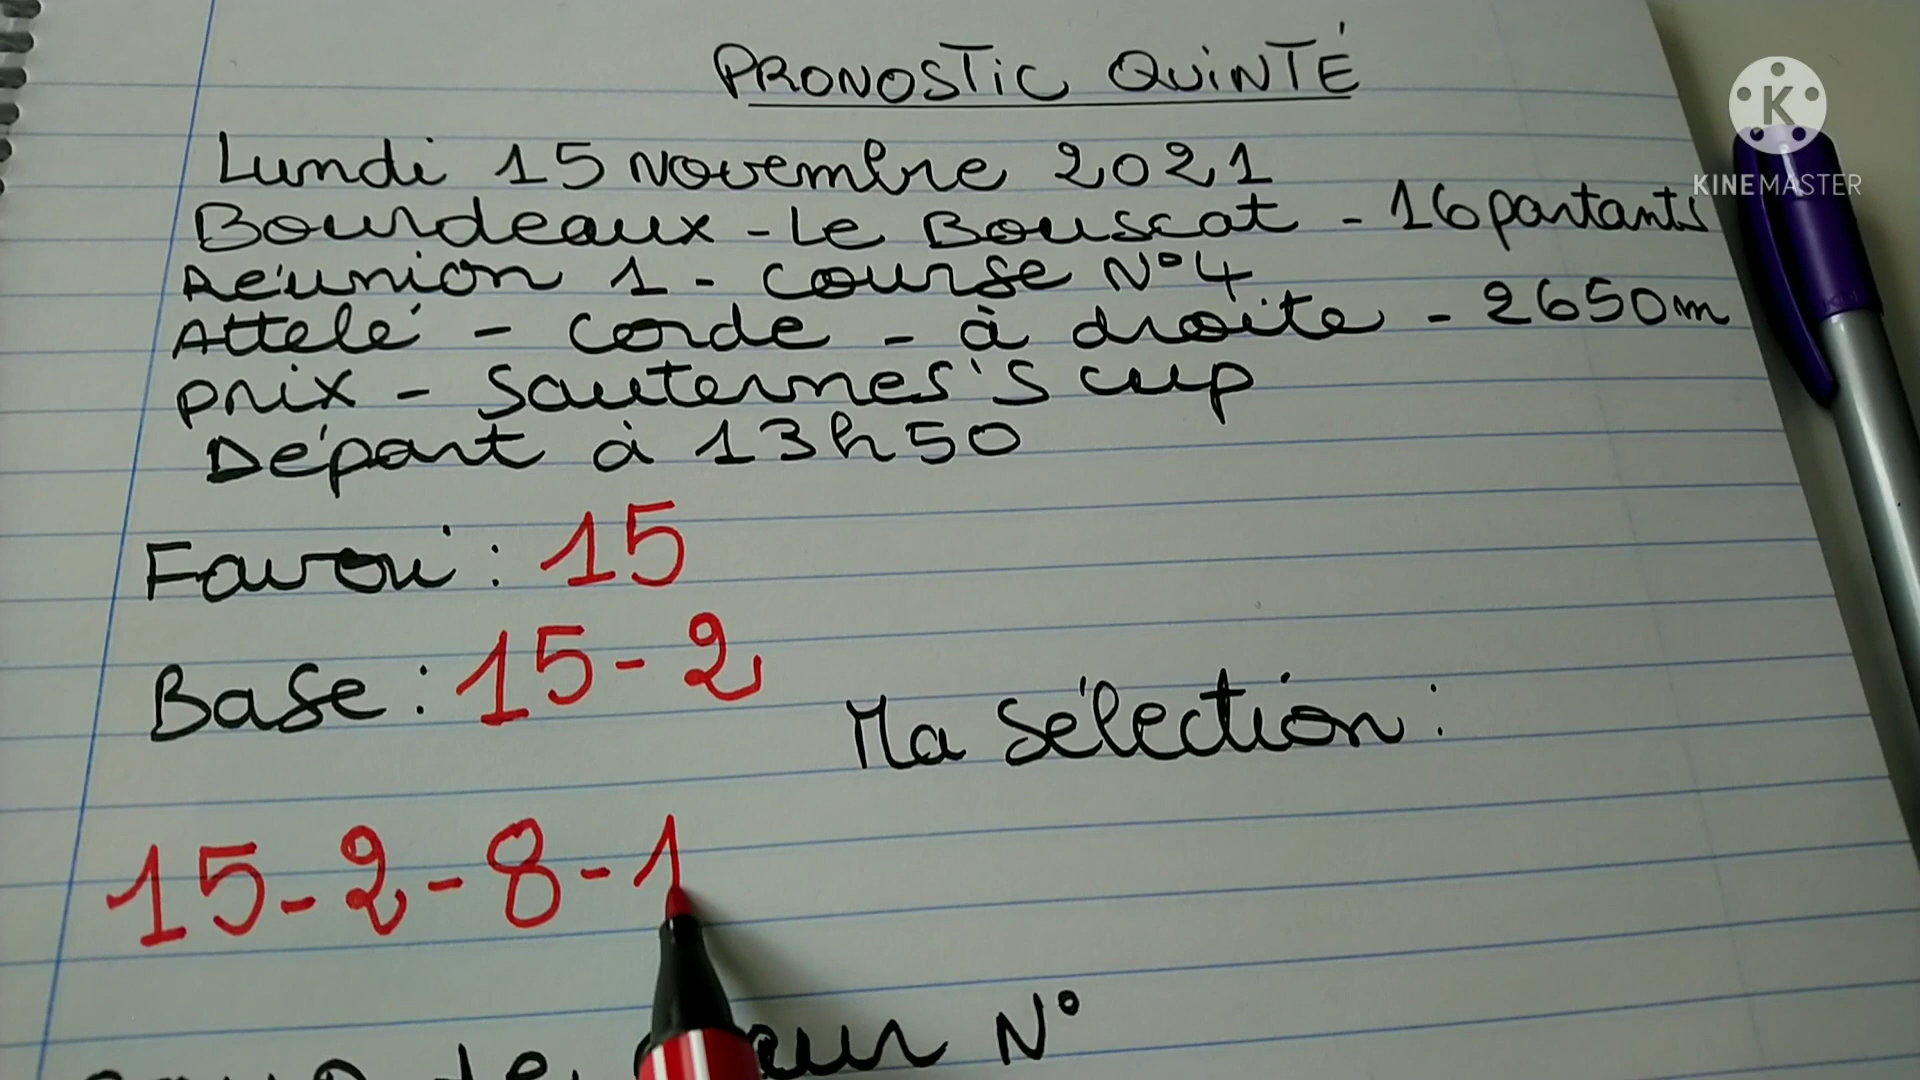 PRONOSTIC QUINTÉ
Lundi 15 Novembre 2021
Bourdeaux - Le Bouscat - 16 partants
Réunion 1 - course N°4
Attelé - corde - à droite - 2650m
prix - Sauternes's cup
Départ à 13h50
Favori : 15
Base : 15 - 2
Ma sélection :
15 - 2 - 8 - 1
N°
K
KINEMASTER